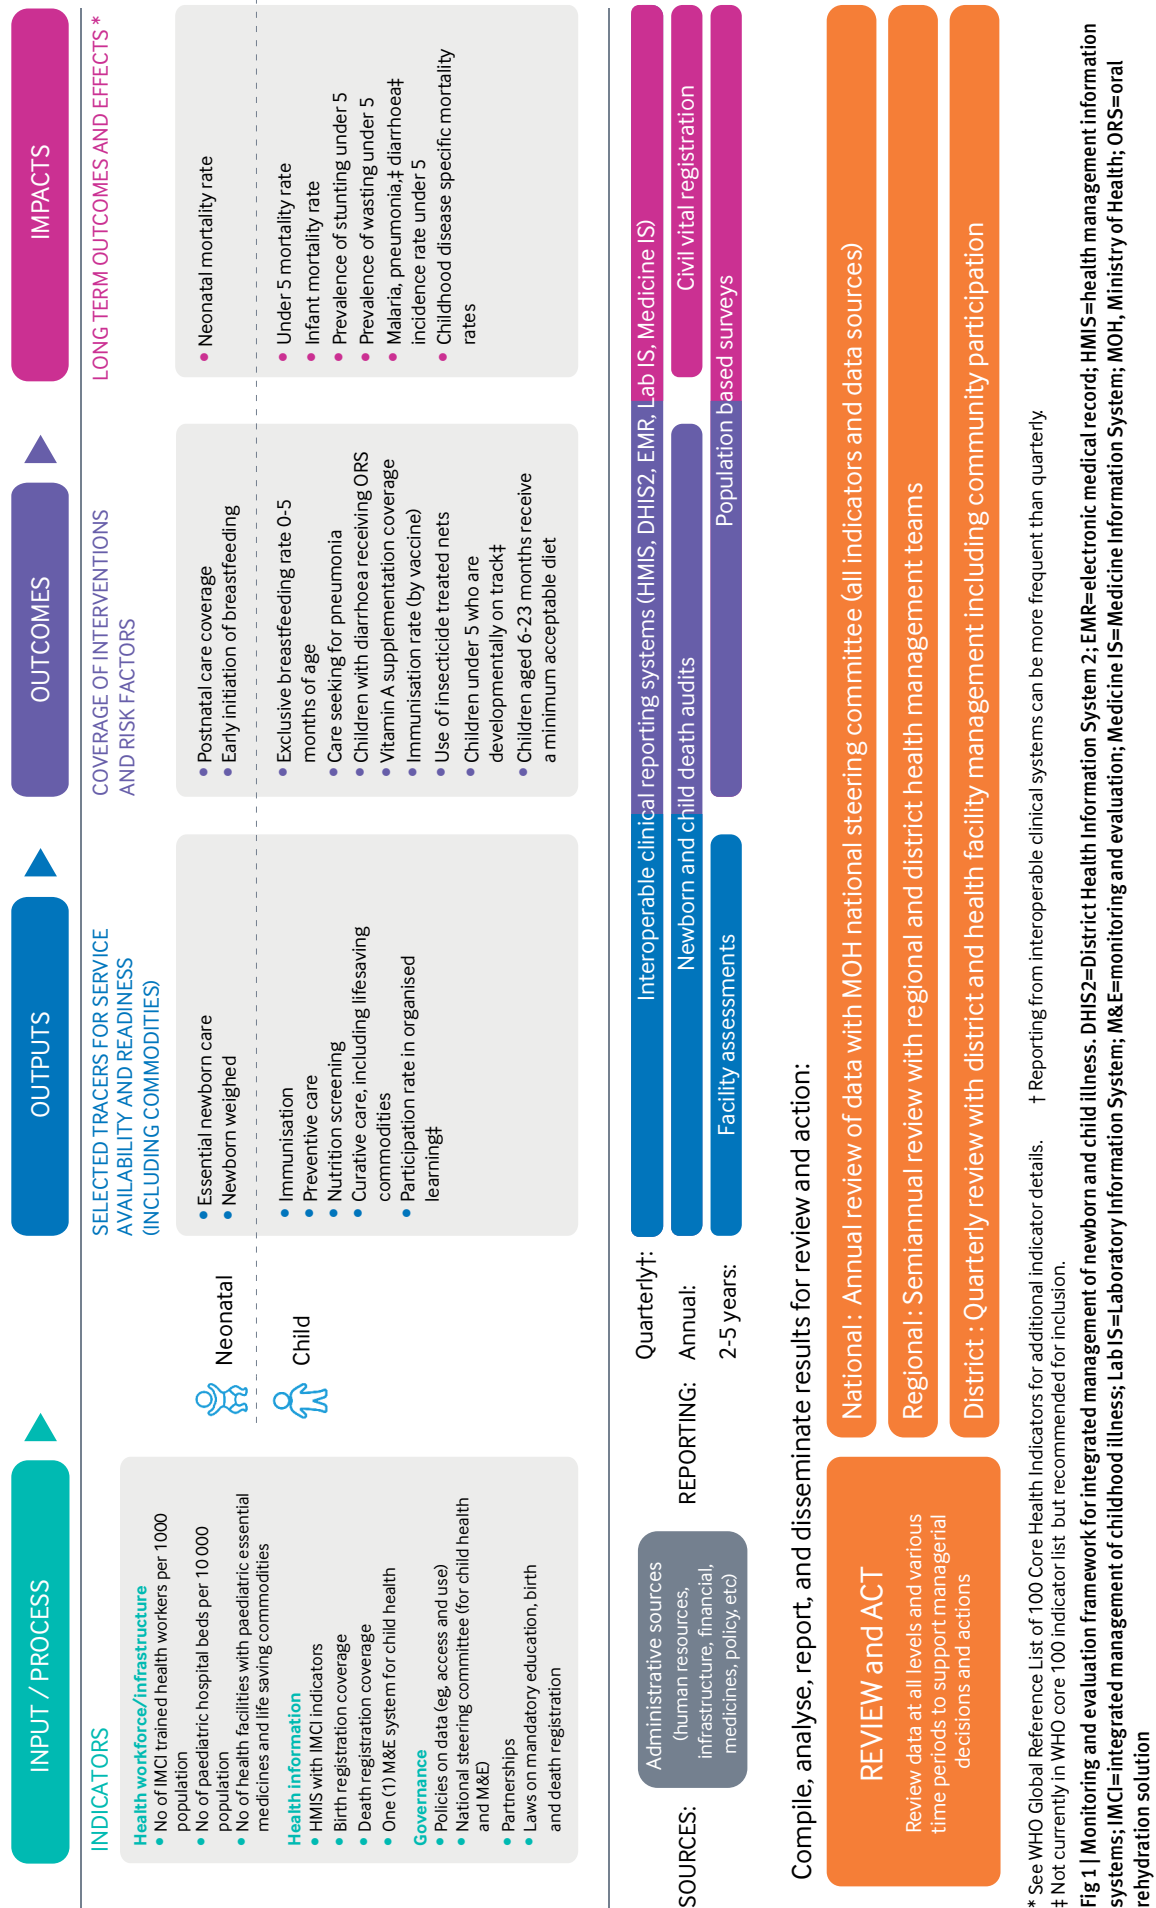 INPUT / PROCESS
OUTPUTS
OUTCOMES
IMPACTS
INDICATORS
Health workforce/infrastructure
• No of IMCI trained health workers per 1000
population
• No of paediatric hospital beds per 10 000
population
• No of health facilities with paediatric essential
medicines and life saving commodities
Health information
• HMIS with IMCI indicators
• Birth registration coverage
• Death registration coverage
• One (1) M&E system for child health
Governance
• Policies on data (eg, access and use)
• National steering committee (for child health
and M&E)
• Partnerships
• Laws on mandatory education, birth
and death registration
Neonatal
Child
SELECTED TRACERS FOR SERVICE
AVAILABILITY AND READINESS
(INCLUDING COMMODITIES)
• Essential newborn care
• Newborn weighed
• Immunisation
• Preventive care
• Nutrition screening
• Curative care, including lifesaving
commodities
• Participation rate in organised
learning‡
COVERAGE OF INTERVENTIONS
AND RISK FACTORS
• Postnatal care coverage
• Early initiation of breastfeeding
• Exclusive breastfeeding rate 0-5
months of age
• Care seeking for pneumonia
• Children with diarrhoea receiving ORS
• Vitamin A supplementation coverage
• Immunisation rate (by vaccine)
• Use of insecticide treated nets
• Children under 5 who are
developmentally on track‡
• Children aged 6-23 months receive
a minimum acceptable diet
LONG TERM OUTCOMES AND EFFECTS *
• Neonatal mortality rate
• Under 5 mortality rate
• Infant mortality rate
• Prevalence of stunting under 5
• Prevalence of wasting under 5
• Malaria, pneumonia,‡ diarrhoea‡
incidence rate under 5
• Childhood disease specific mortality
rates
SOURCES:
Administrative sources
(human resources,
infrastructure, financial,
medicines, policy, etc)
REPORTING:
Quarterly†:
Interoperable clinical reporting systems (HMIS, DHIS2, EMR, Lab IS, Medicine IS)
Annual:
Newborn and child death audits
Civil vital registration
2-5 years:
Facility assessments
Population based surveys
Compile, analyse, report, and disseminate results for review and action:
REVIEW and ACT
Review data at all levels and various
time periods to support managerial
decisions and actions
National : Annual review of data with MOH national steering committee (all indicators and data sources)
Regional : Semiannual review with regional and district health management teams
District : Quarterly review with district and health facility management including community participation
* See WHO Global Reference List of 100 Core Health Indicators for additional indicator details. † Reporting from interoperable clinical systems can be more frequent than quarterly.
‡ Not currently in WHO core 100 indicator list but recommended for inclusion.
Fig 1 | Monitoring and evaluation framework for integrated management of newborn and child illness. DHIS2=District Health Information System 2; EMR=electronic medical record; HMIS=health management information
systems; IMCI=integrated management of childhood illness; Lab IS=Laboratory Information System; M&E=monitoring and evaluation; Medicine IS=Medicine Information System; MOH, Ministry of Health; ORS=oral
rehydration solution